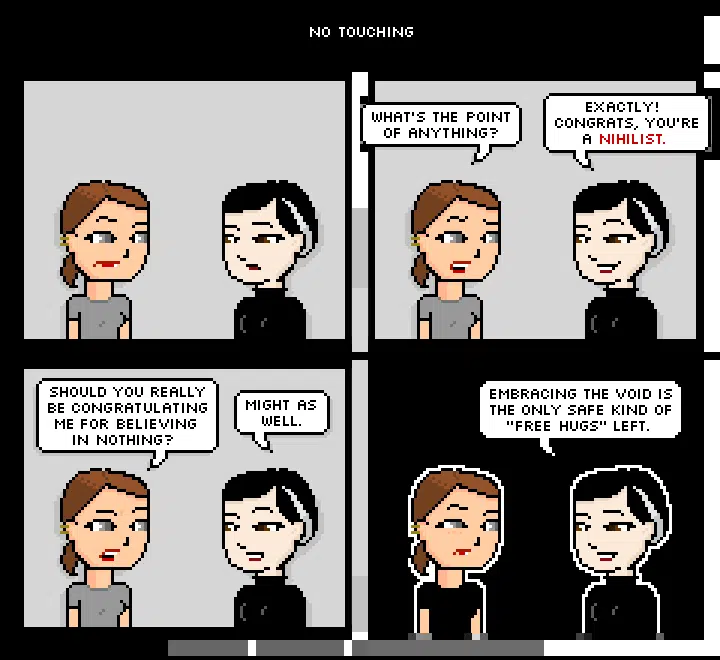 NO TOUCHING
WHAT'S THE POINT
OF ANYTHING?
EXACTLY!
CONGRATS, YOU'RE
A NIHILIST.
SHOULD YOU REALLY
BE CONGRATULATING
ME FOR BELIEVING
IN NOTHING?
MIGHT AS
WELL.
EMBRACING THE VOID IS
THE ONLY SAFE KIND OF
"FREE HUGS" LEFT.